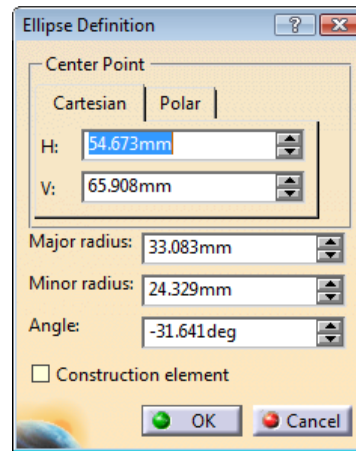 Ellipse Definition
Center Point
Cartesian Polar
H: 54.673mm
V: 65.908mm
Major radius: 33.083mm
Minor radius: 24.329mm
Angle: -31.641deg
Construction element
OK Cancel